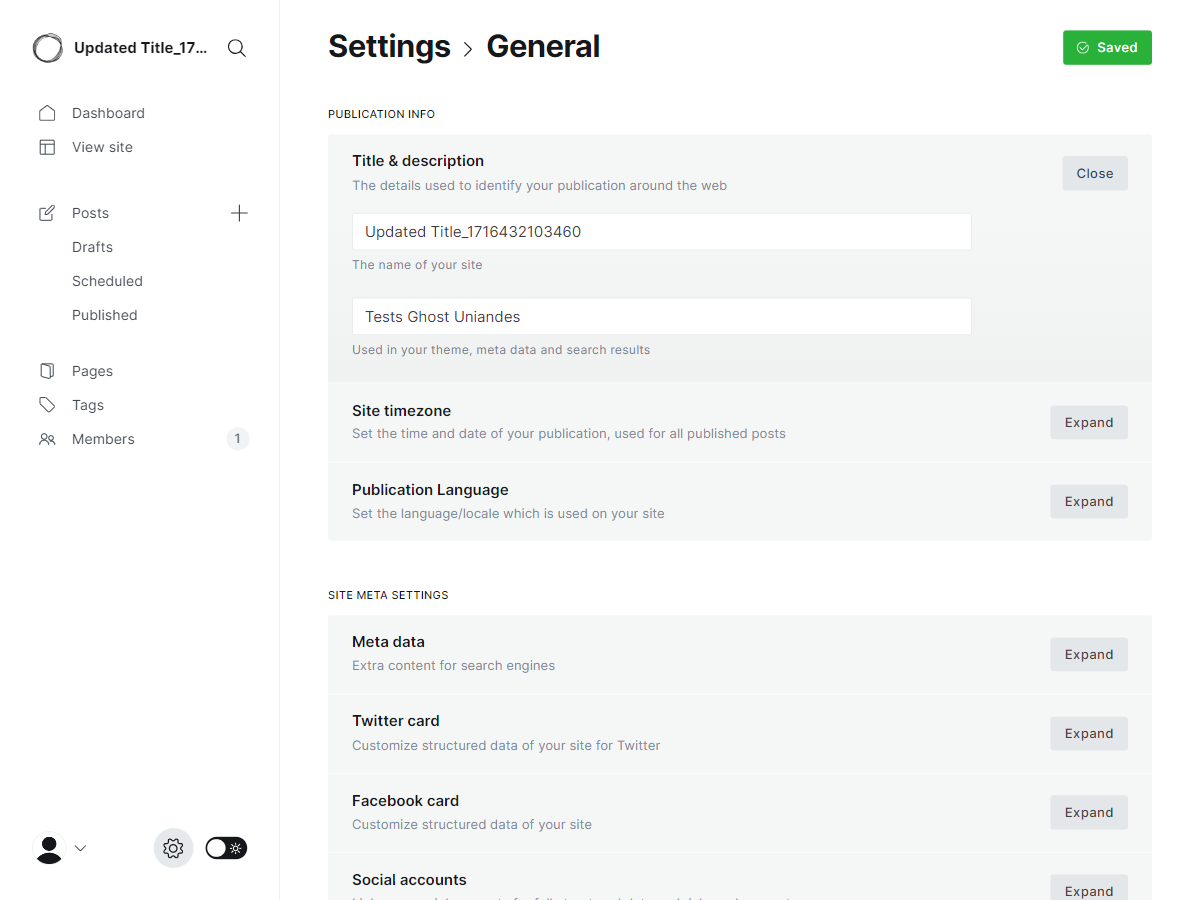 Updated Title_17...
Dashboard
View site
Posts
Drafts
Scheduled
Published
Pages
Tags
Members
1
Settings
General
Saved
PUBLICATION INFO
Title & description
The details used to identify your publication around the web
Close
Updated Title_1716432103460
The name of your site
Tests Ghost Uniandes
Used in your theme, meta data and search results
Site timezone
Set the time and date of your publication, used for all published posts
Expand
Publication Language
Set the language/locale which is used on your site
Expand
SITE META SETTINGS
Meta data
Extra content for search engines
Expand
Twitter card
Customize structured data of your site for Twitter
Expand
Facebook card
Customize structured data of your site
Expand
Social accounts
Expand